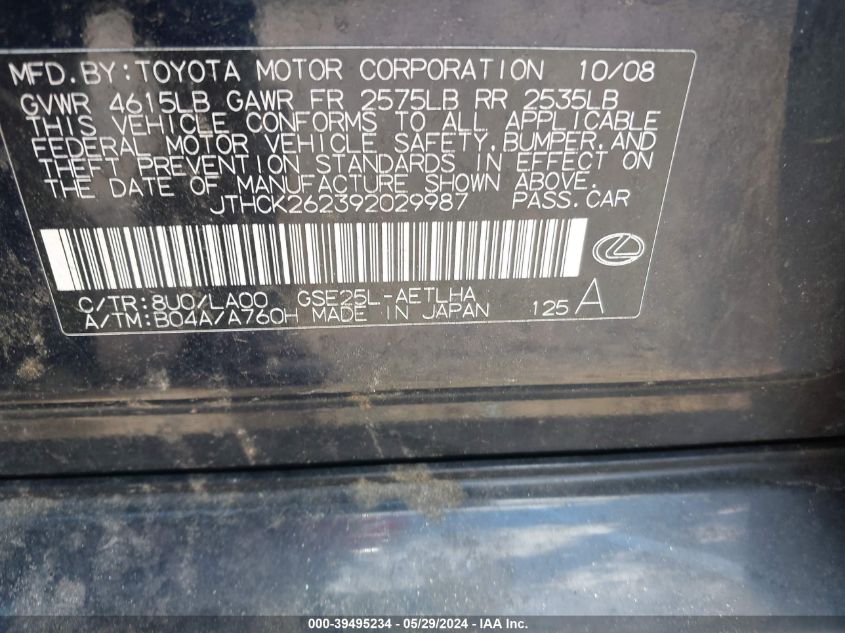 MFD.BY:TOYOTA MOTOR CORPORATION 10/08
GVWR 4615LB GAWR FR 2575LB RR 2535LB
THIS VEHICLE CONFORMS TO ALL APPLICABLE
FEDERAL MOTOR VEHICLE SAFETY,BUMPER,AND
THEFT PREVENTION STANDARDS IN EFFECT ON
THE DATE OF MANUFACTURE SHOWN ABOVE.
JTHCK262392029987 PASS.CAR
C/TR:8U0/LA00 GSE25L-AETLHA
A/TM:B04A/A760H MADE IN JAPAN 125 A
000-39495234 - 05/29/2024 - IAA Inc.